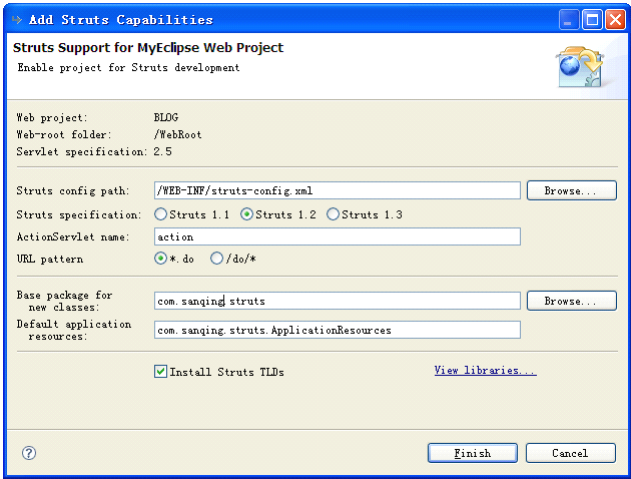 Add Struts Capabilities
Struts Support for MyEclipse Web Project
Enable project for Struts development
Web project: BLOG
Web-root folder: /WebRoot
Servlet specification: 2.5
Struts config path: /WEB-INF/struts-config.xml Browse...
Struts specification: Struts 1.1 Struts 1.2 Struts 1.3
ActionServlet name: action
URL pattern *.do /do/*
Base package for
new classes: com.sanqing.struts Browse...
Default application
resources: com.sanqing.struts.ApplicationResources
Install Struts TLDs View libraries...
? Finish Cancel